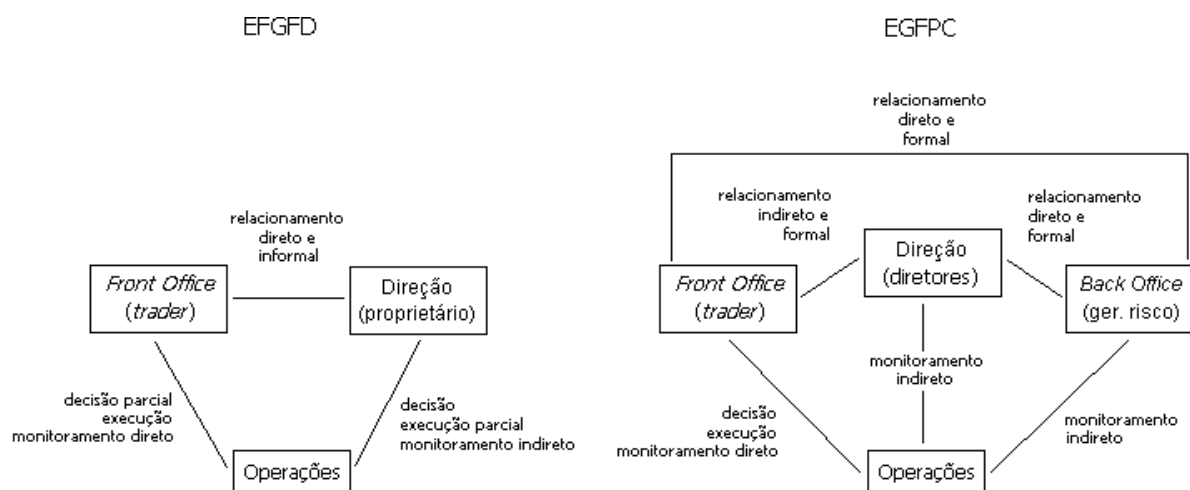 EFGFD
relacionamento
direto e
informal
Front Office
(trader)
Direção
(proprietário)
decisão parcial
execução
monitoramento direto
decisão
execução parcial
monitoramento indireto
Operações
EGFPC
relacionamento
direto e
formal
relacionamento
indireto e
formal
relacionamento
direto e
formal
Front Office
(trader)
Direção
(diretores)
Back Office
(ger. risco)
monitoramento
indireto
decisão
execução
monitoramento direto
monitoramento
indireto
Operações